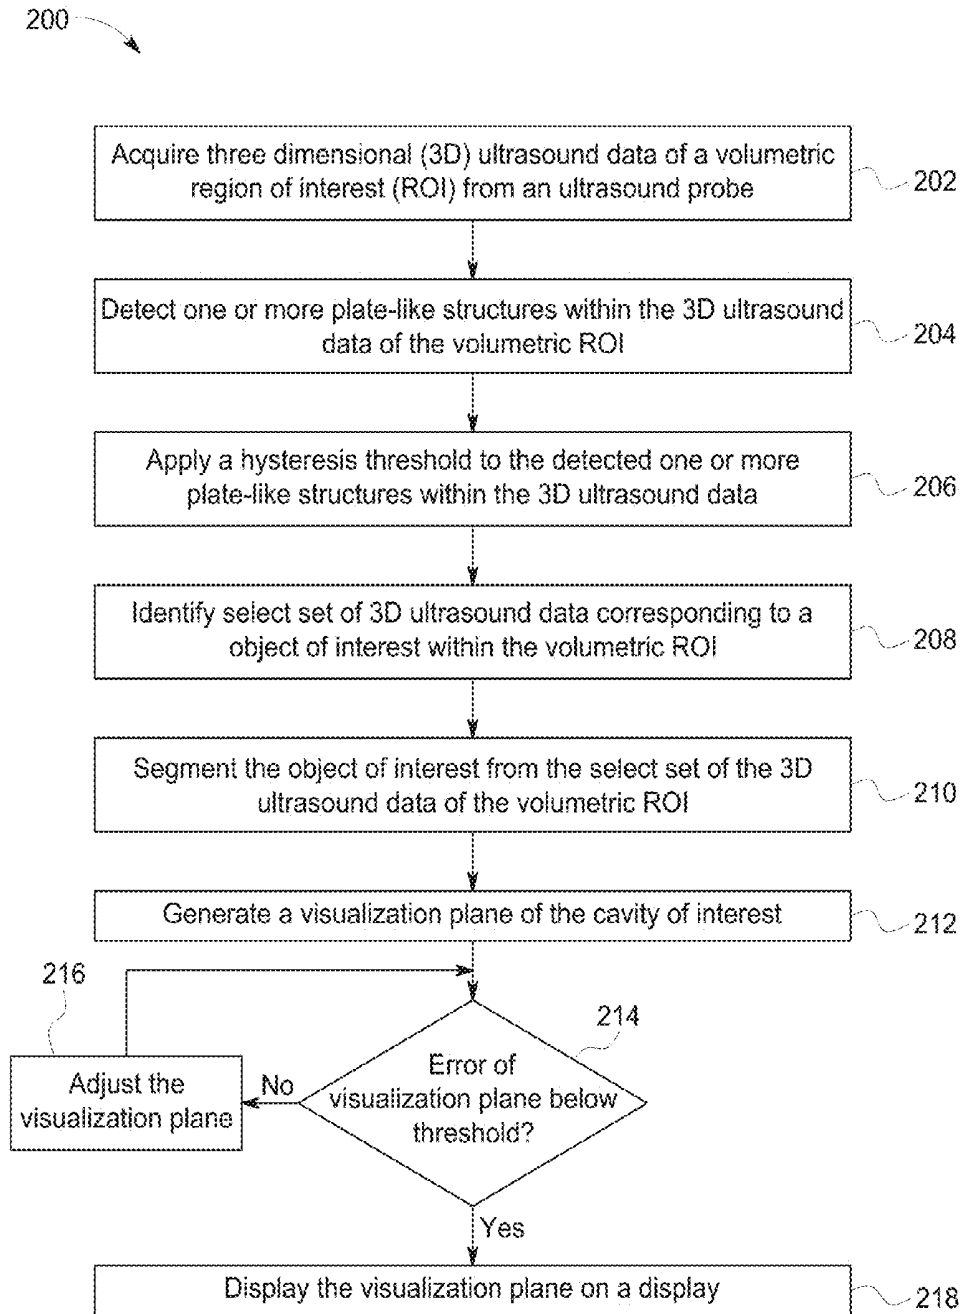 200
Acquire three dimensional (3D) ultrasound data of a volumetric
region of interest (ROI) from an ultrasound probe
202
Detect one or more plate-like structures within the 3D ultrasound
data of the volumetric ROI
204
Apply a hysteresis threshold to the detected one or more
plate-like structures within the 3D ultrasound data
206
Identify select set of 3D ultrasound data corresponding to a
object of interest within the volumetric ROI
208
Segment the object of interest from the select set of the 3D
ultrasound data of the volumetric ROI
210
Generate a visualization plane of the cavity of interest
212
216
214
Adjust the
visualization plane
No
Error of
visualization plane below
threshold?
Yes
Display the visualization plane on a display
218